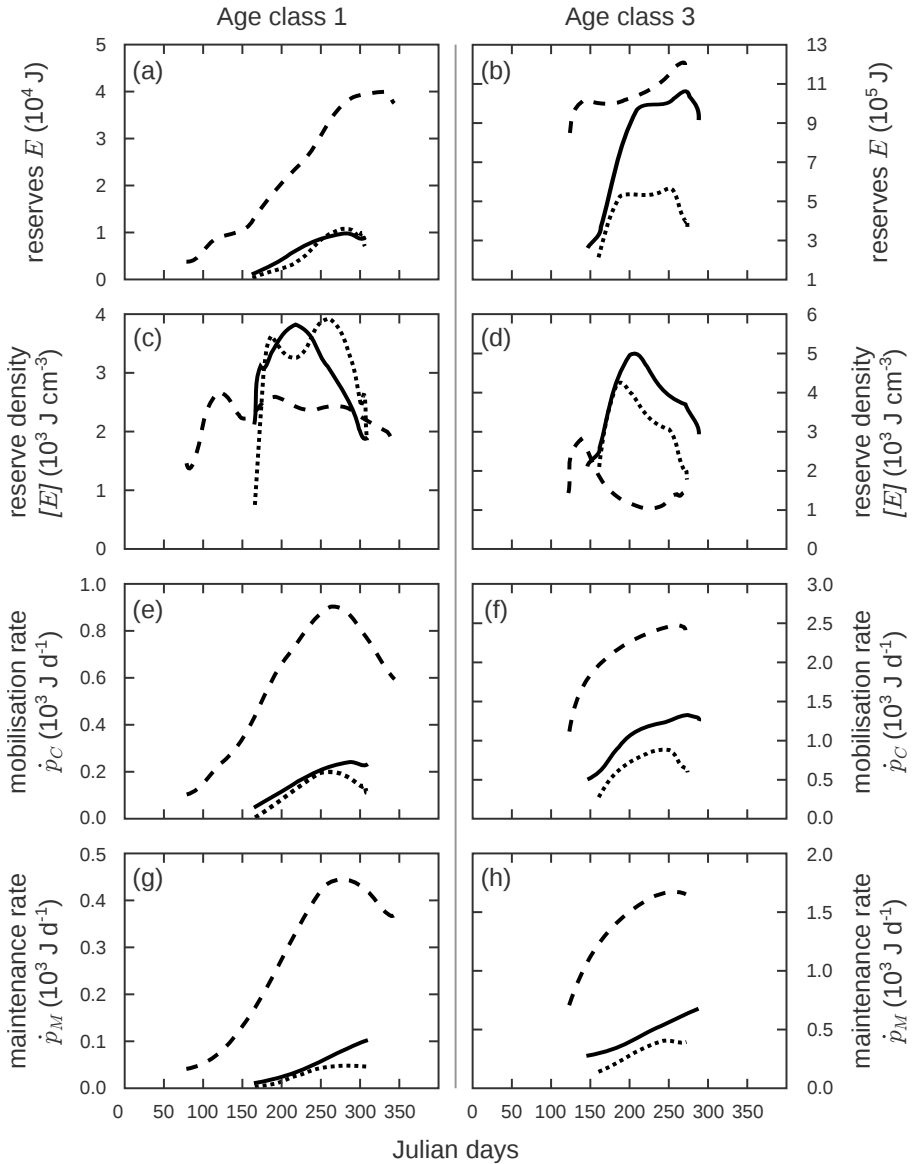 Age class 1
Age class 3
reserves E (10⁴ J)
5
4
3
2
1
0
(a)
(b)
13
11
9
7
5
3
1
reserves E (10⁵ J)
reserve density
[E] (10³ J cm⁻³)
4
3
2
1
0
(c)
(d)
6
5
4
3
2
1
0
reserve density
[E] (10³ J cm⁻³)
mobilisation rate
ṗ_C (10³ J d⁻¹)
1.0
0.8
0.6
0.4
0.2
0.0
(e)
(f)
3.0
2.5
2.0
1.5
1.0
0.5
0.0
mobilisation rate
ṗ_C (10³ J d⁻¹)
maintenance rate
ṗ_M (10³ J d⁻¹)
0.5
0.4
0.3
0.2
0.1
0.0
(g)
(h)
2.0
1.5
1.0
0.5
0.0
maintenance rate
ṗ_M (10³ J d⁻¹)
0 50 100 150 200 250 300 350
0 50 100 150 200 250 300 350
Julian days